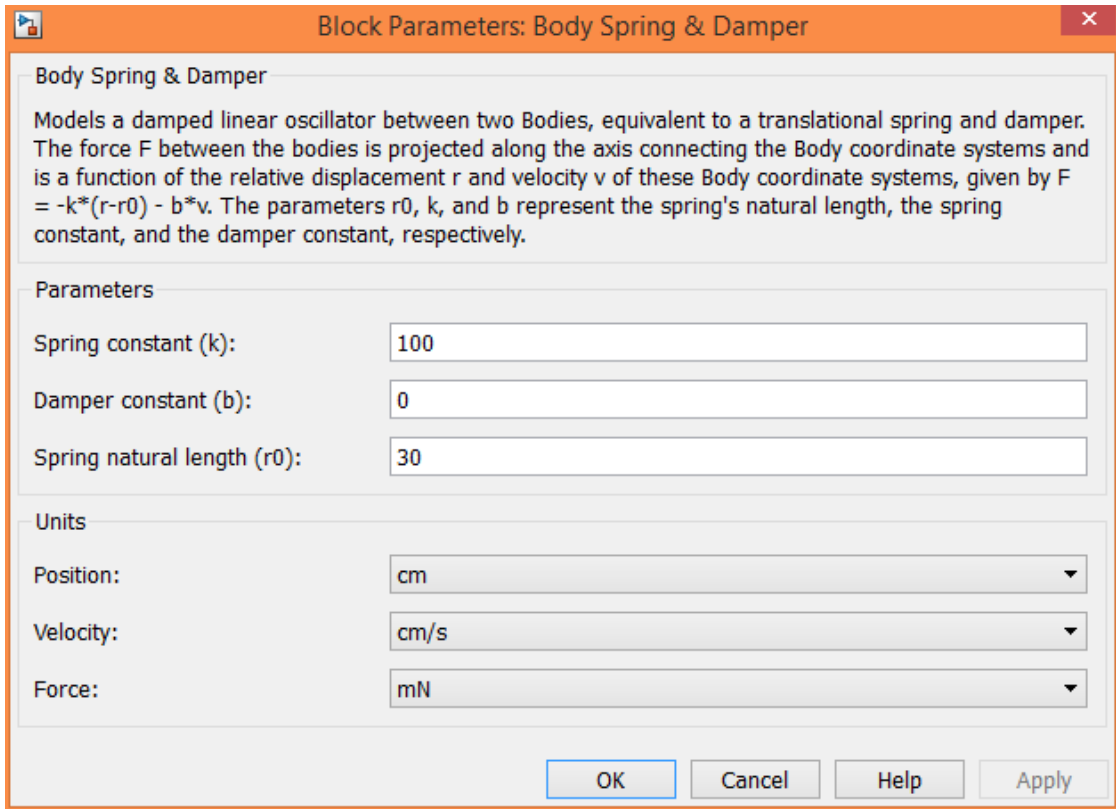 Block Parameters: Body Spring & Damper
×
Body Spring & Damper
Models a damped linear oscillator between two Bodies, equivalent to a translational spring and damper.
The force F between the bodies is projected along the axis connecting the Body coordinate systems and
is a function of the relative displacement r and velocity v of these Body coordinate systems, given by F
= -k*(r-r0) - b*v. The parameters r0, k, and b represent the spring's natural length, the spring
constant, and the damper constant, respectively.
Parameters
Spring constant (k): 100
Damper constant (b): 0
Spring natural length (r0): 30
Units
Position: cm
Velocity: cm/s
Force: mN
OK Cancel Help Apply